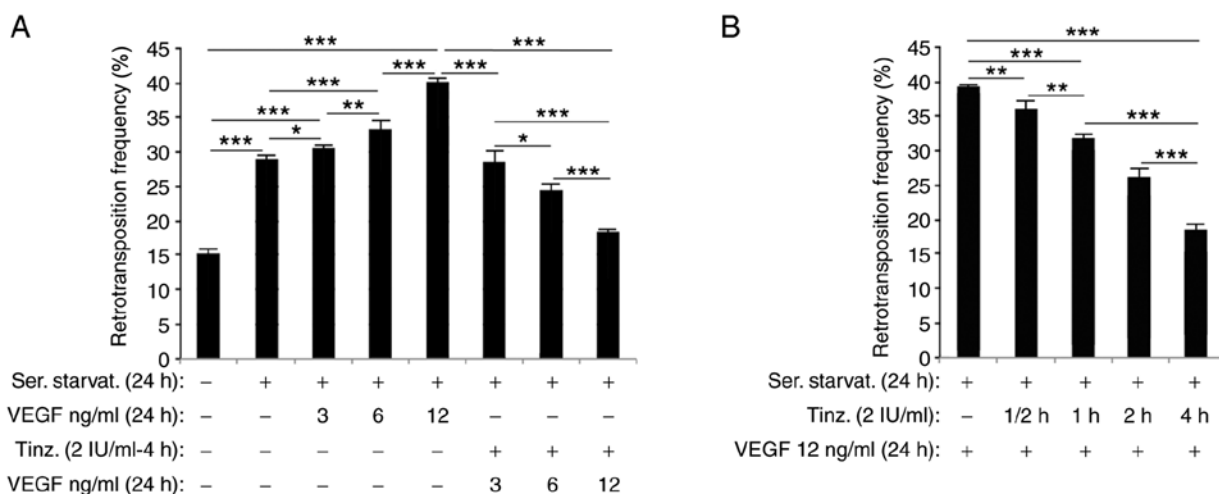 A
Retrotransposition frequency (%)
45
40
35
30
25
20
15
10
5
0
*** ***
*** *** ***
*** ** ***
*** * *
***
Ser. starvat. (24 h): – + + + + + + +
VEGF ng/ml (24 h): – – 3 6 12 – – –
Tinz. (2 IU/ml-4 h): – – – – – + + +
VEGF ng/ml (24 h): – – – – – 3 6 12
B
Retrotransposition frequency (%)
45
40
35
30
25
20
15
10
5
0
***
***
** **
***
***
Ser. starvat. (24 h): + + + + +
Tinz. (2 IU/ml): – 1/2 h 1 h 2 h 4 h
VEGF 12 ng/ml (24 h): + + + + +